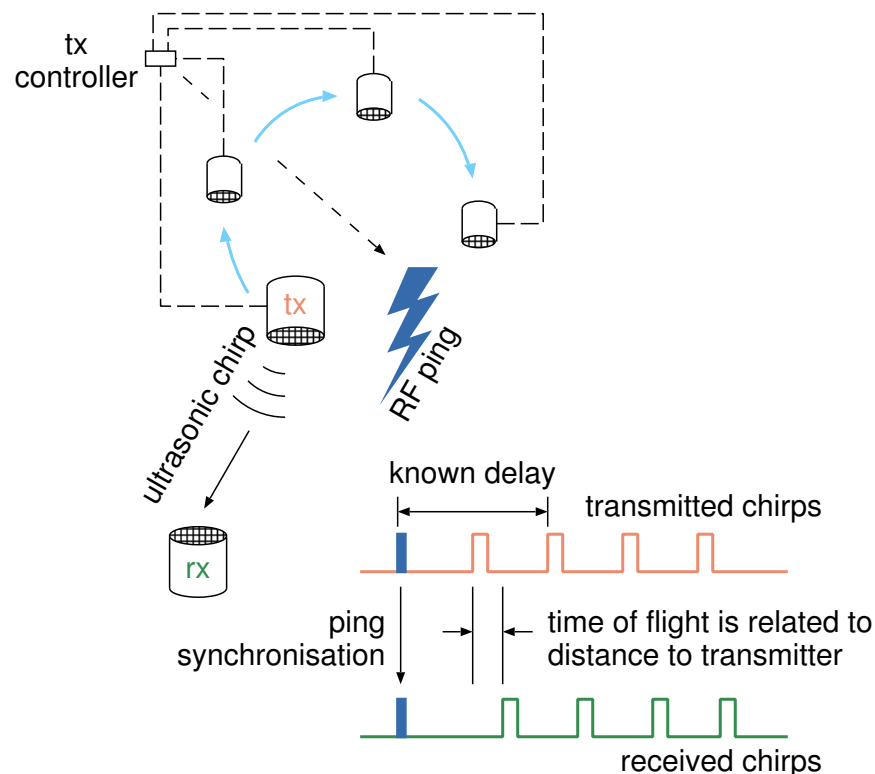 tx
controller
tx
ultrasonic chirp
RF ping
rx
known delay
transmitted chirps
ping
synchronisation
time of flight is related to
distance to transmitter
received chirps